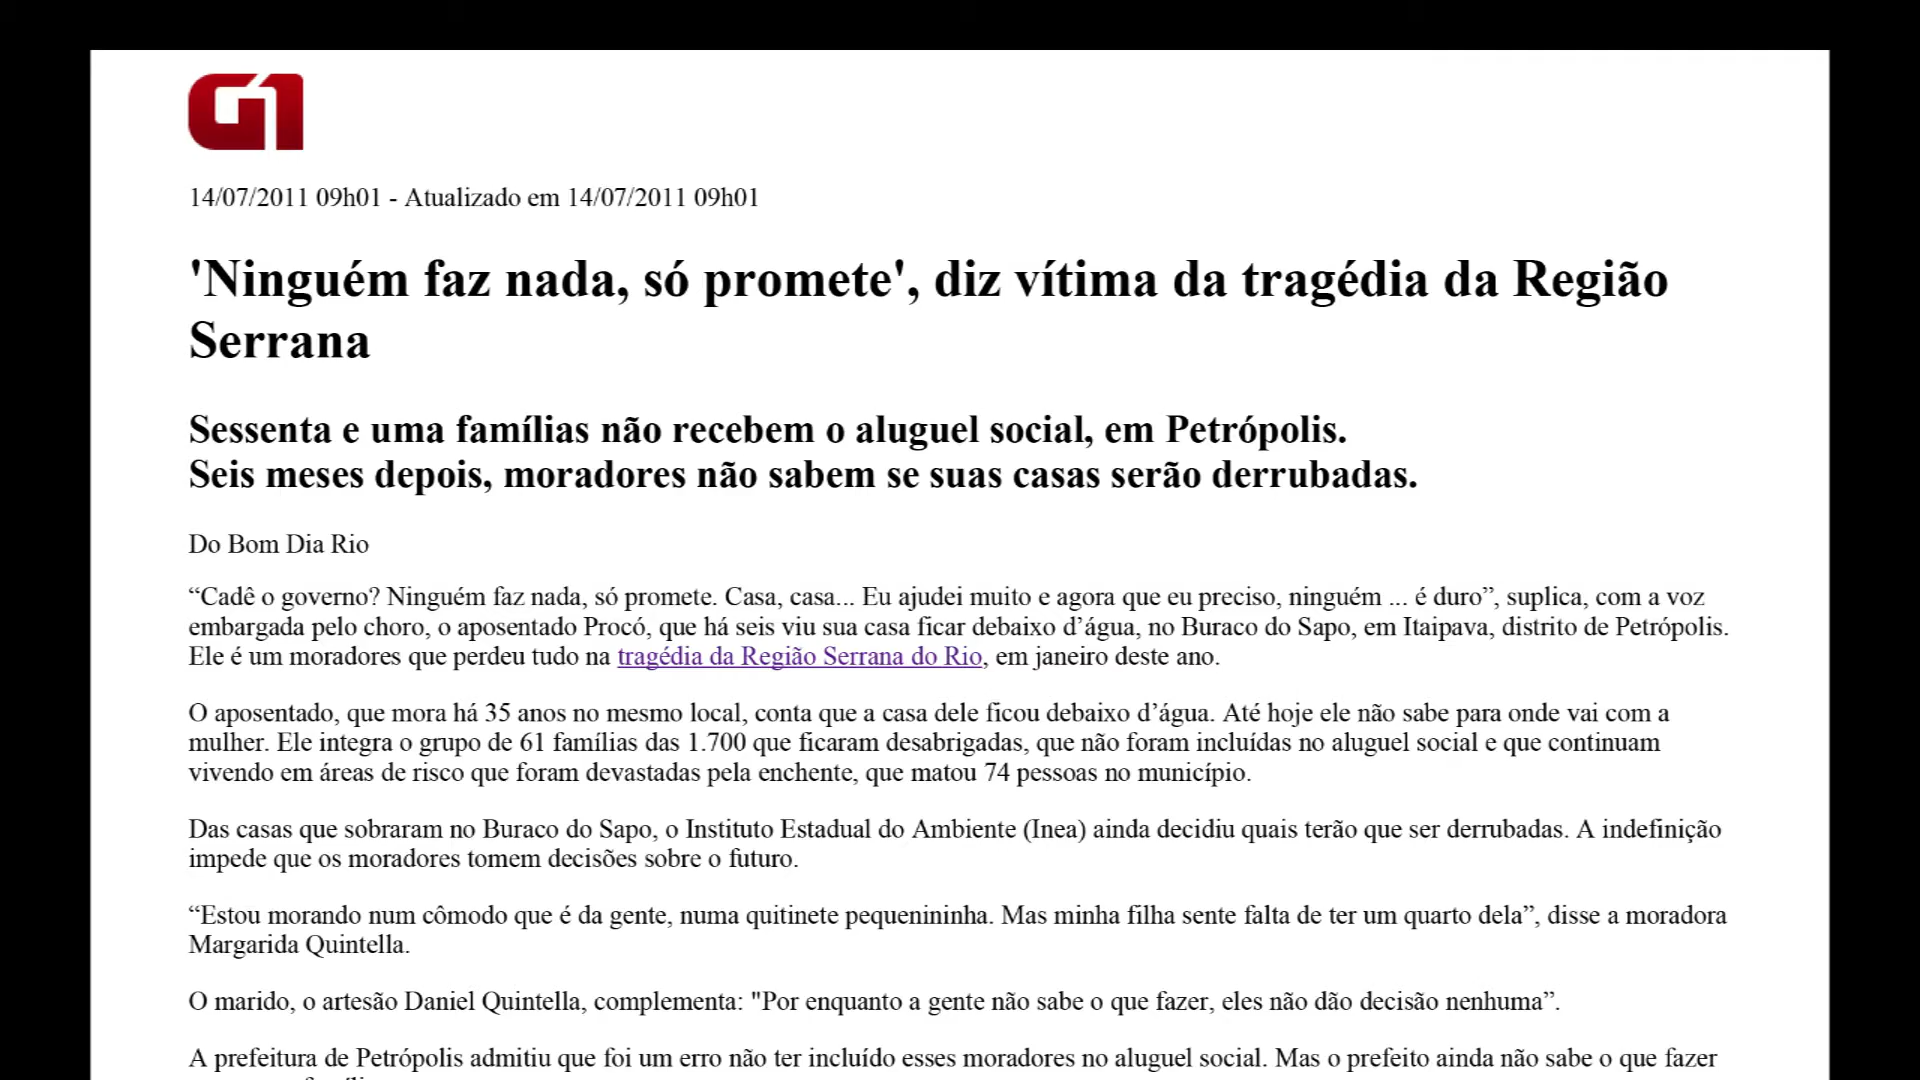 G1
14/07/2011 09h01 - Atualizado em 14/07/2011 09h01
'Ninguém faz nada, só promete', diz vítima da tragédia da Região
Serrana
Sessenta e uma famílias não recebem o aluguel social, em Petrópolis.
Seis meses depois, moradores não sabem se suas casas serão derrubadas.
Do Bom Dia Rio
“Cadê o governo? Ninguém faz nada, só promete. Casa, casa... Eu ajudei muito e agora que eu preciso, ninguém ... é duro”, suplica, com a voz
embargada pelo choro, o aposentado Procó, que há seis viu sua casa ficar debaixo d’água, no Buraco do Sapo, em Itaipava, distrito de Petrópolis.
Ele é um moradores que perdeu tudo na tragédia da Região Serrana do Rio, em janeiro deste ano.
O aposentado, que mora há 35 anos no mesmo local, conta que a casa dele ficou debaixo d’água. Até hoje ele não sabe para onde vai com a
mulher. Ele integra o grupo de 61 famílias das 1.700 que ficaram desabrigadas, que não foram incluídas no aluguel social e que continuam
vivendo em áreas de risco que foram devastadas pela enchente, que matou 74 pessoas no município.
Das casas que sobraram no Buraco do Sapo, o Instituto Estadual do Ambiente (Inea) ainda decidiu quais terão que ser derrubadas. A indefinição
impede que os moradores tomem decisões sobre o futuro.
“Estou morando num cômodo que é da gente, numa quitinete pequenininha. Mas minha filha sente falta de ter um quarto dela”, disse a moradora
Margarida Quintella.
O marido, o artesão Daniel Quintella, complementa: "Por enquanto a gente não sabe o que fazer, eles não dão decisão nenhuma”.
A prefeitura de Petrópolis admitiu que foi um erro não ter incluído esses moradores no aluguel social. Mas o prefeito ainda não sabe o que fazer